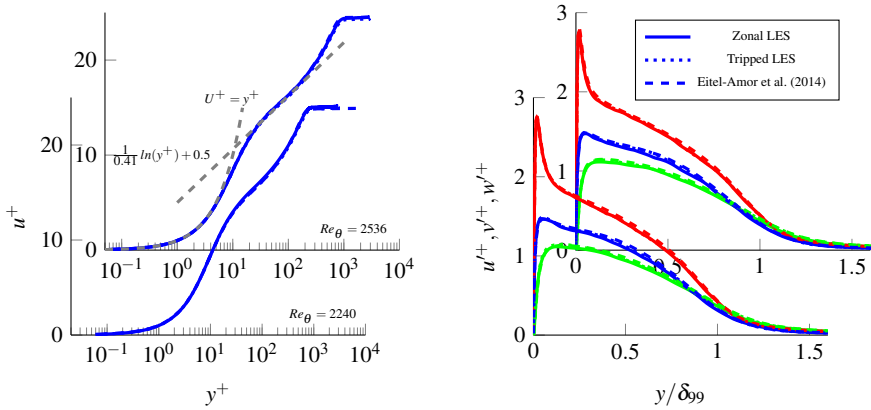 20
10
0
10⁻¹ 10⁰ 10¹ 10² 10³ 10⁴
U⁺ = y⁺
1/0.41 ln(y⁺) + 0.5
Re_θ = 2536
20
10
0
10⁻¹ 10⁰ 10¹ 10² 10³ 10⁴
Re_θ = 2240
u⁺
y⁺
Zonal LES
Tripped LES
Eitel-Amor et al. (2014)
3
2
1
0
0 0.5 1 1.5
3
2
1
0
0 0.5 1 1.5
u′⁺, v′⁺, w′⁺
y/δ₉₉